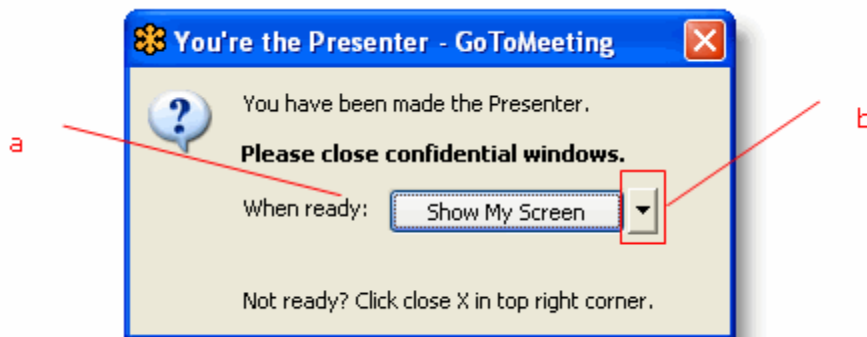 You're the Presenter - GoToMeeting
You have been made the Presenter.
Please close confidential windows.
a
b
When ready: Show My Screen
Not ready? Click close X in top right corner.